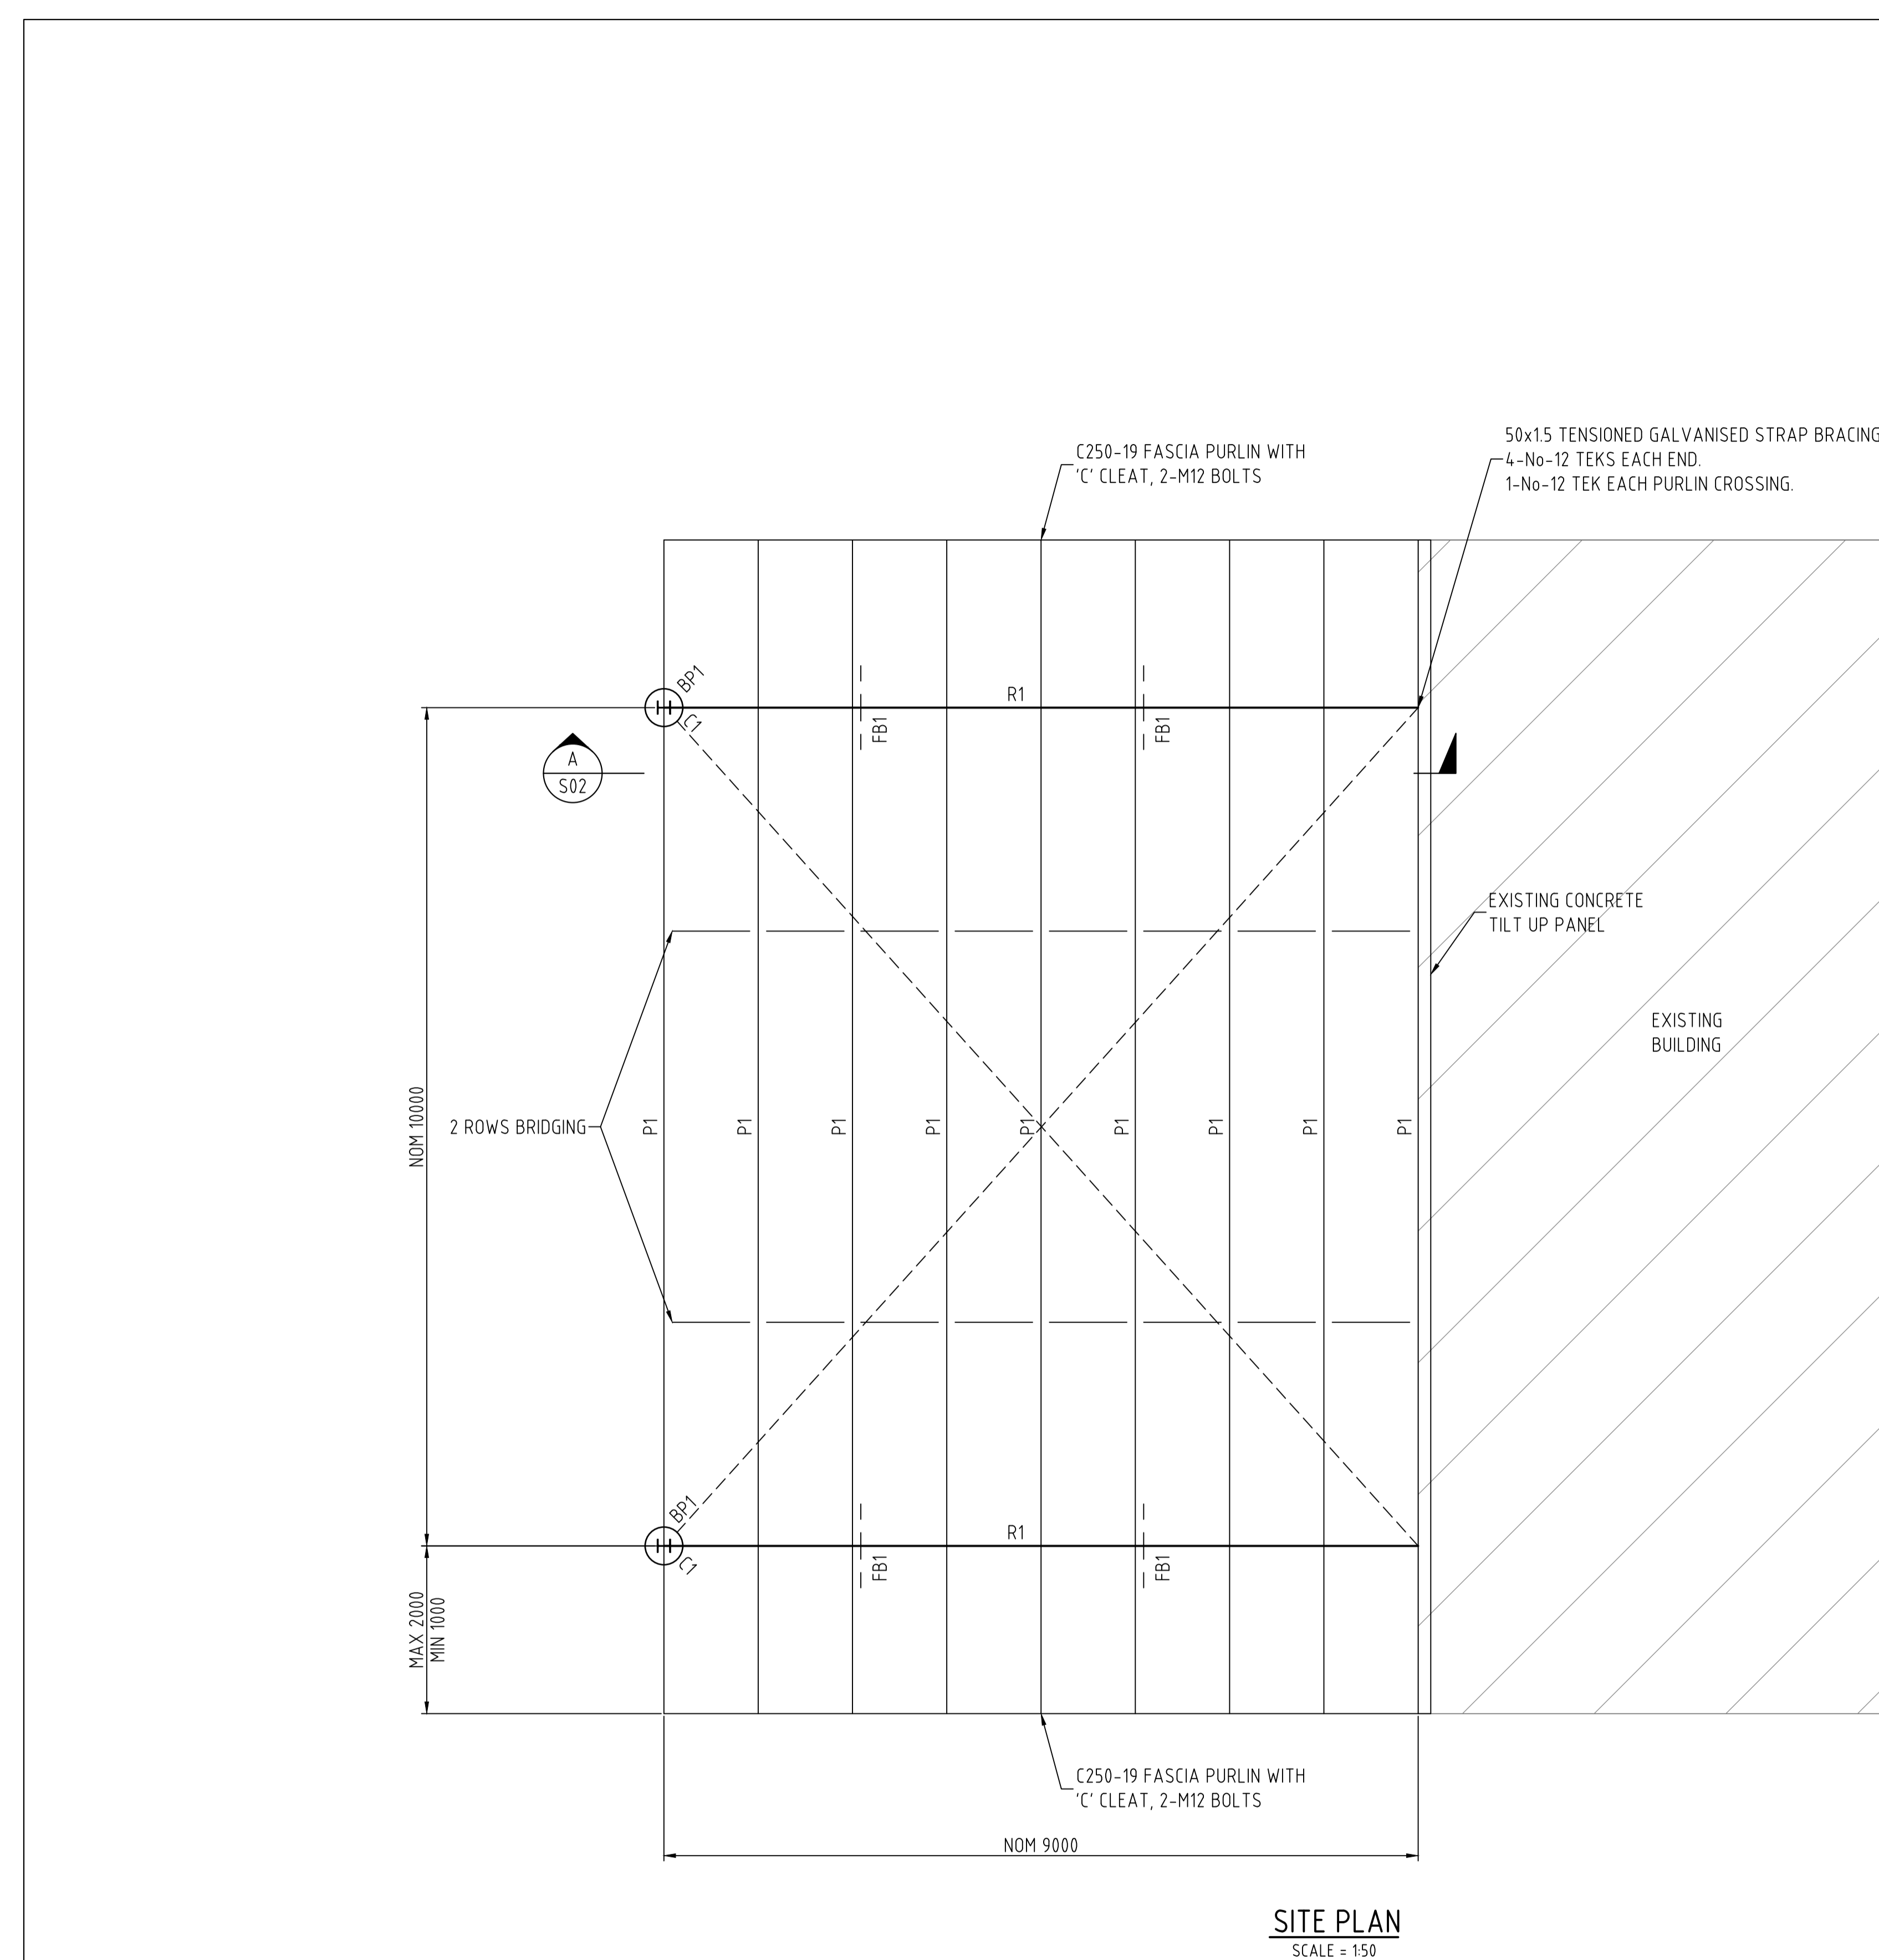 50x1.5 TENSIONED GALVANISED STRAP BRACING
4-No-12 TEKS EACH END.
1-No-12 TEK EACH PURLIN CROSSING.
C250-19 FASCIA PURLIN WITH
'C' CLEAT, 2-M12 BOLTS
BP1
C1
R1
FB1
FB1
A
S02
EXISTING CONCRETE
TILT UP PANEL
EXISTING
BUILDING
NOM 10000
2 ROWS BRIDGING
P1
P1
P1
P1
P1
P1
P1
P1
P1
BP1
C1
R1
FB1
FB1
MAX 2000
MIN 1000
C250-19 FASCIA PURLIN WITH
'C' CLEAT, 2-M12 BOLTS
NOM 9000
SITE PLAN
SCALE = 1:50